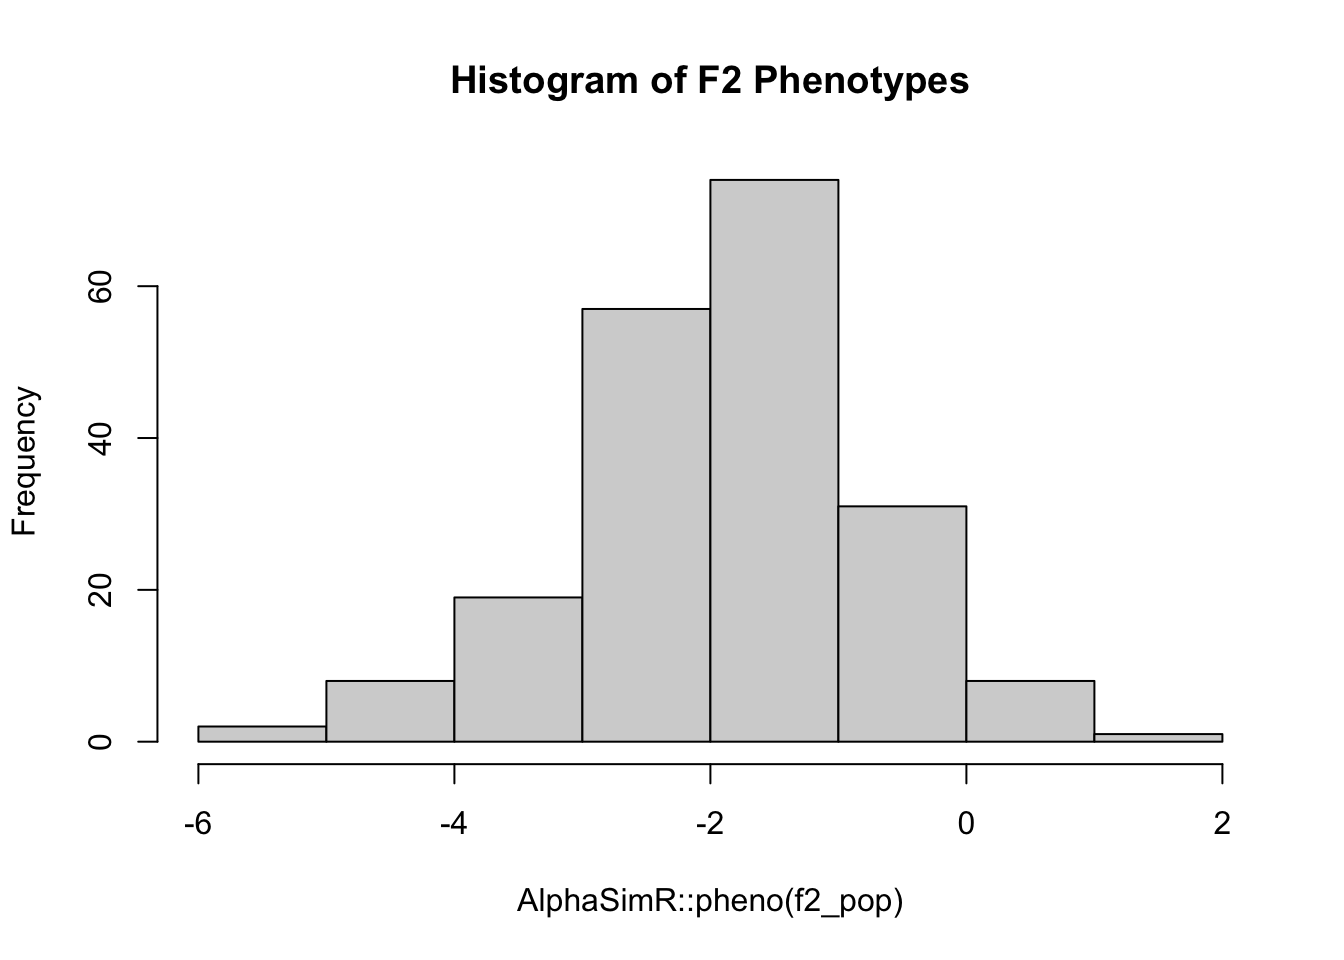 Histogram of F2 Phenotypes
Frequency
60
40
20
0
-6 -4 -2 0 2
AlphaSimR::pheno(f2_pop)